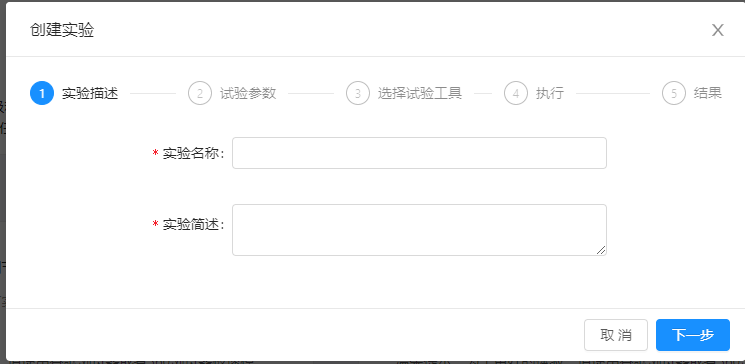 创建实验
1 实验描述 2 试验参数 3 选择试验工具 4 执行 5 结果
* 实验名称:
* 实验简述:
取 消 下一步